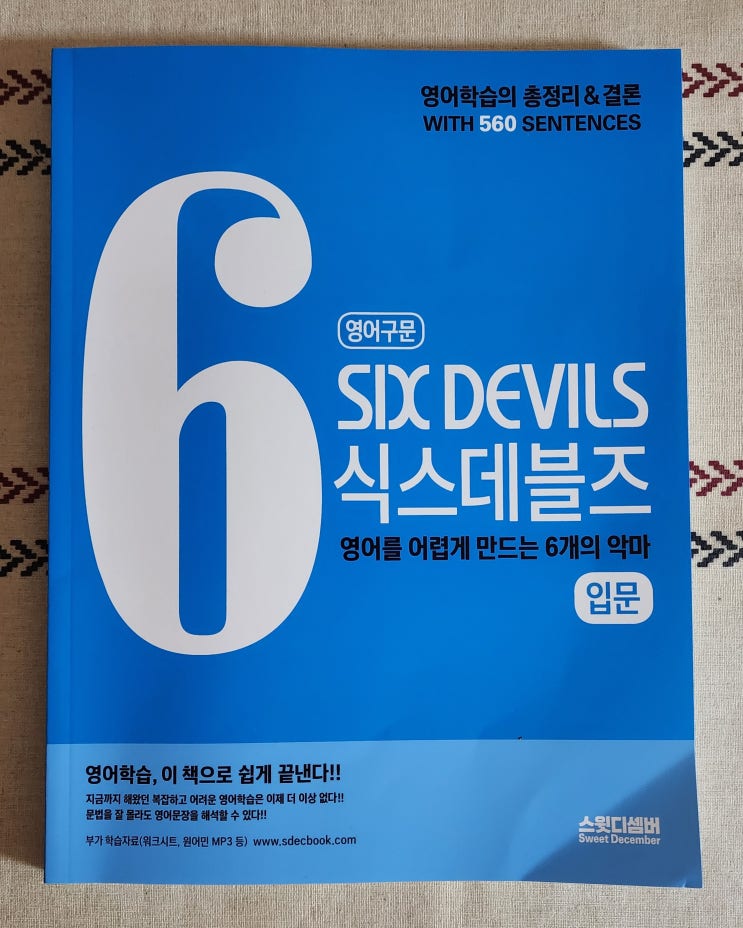 영어학습의 총정리 & 결론
WITH 560 SENTENCES
6
영어구문
SIX DEVILS
식스데블즈
영어를 어렵게 만드는 6개의 악마
입문
영어학습, 이 책으로 쉽게 끝낸다!!
지금까지 해왔던 복잡하고 어려운 영어학습은 이제 더 이상 없다!!
문법을 잘 몰라도 영어문장을 해석할 수 있다!!
부가 학습자료(워크시트, 원어민 MP3 등) www.sdecbook.com
스윗디셈버
Sweet December